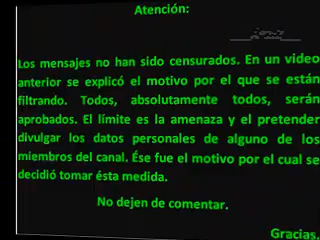 Atención:
Los mensajes no han sido censurados. En un video
anterior se explicó el motivo por el que se están
filtrando. Todos, absolutamente todos, serán
aprobados. El límite es la amenaza y el pretender
divulgar los datos personales de alguno de los
miembros del canal. Ése fue el motivo por el cual se
decidió tomar ésta medida.
No dejen de comentar.
Gracias.